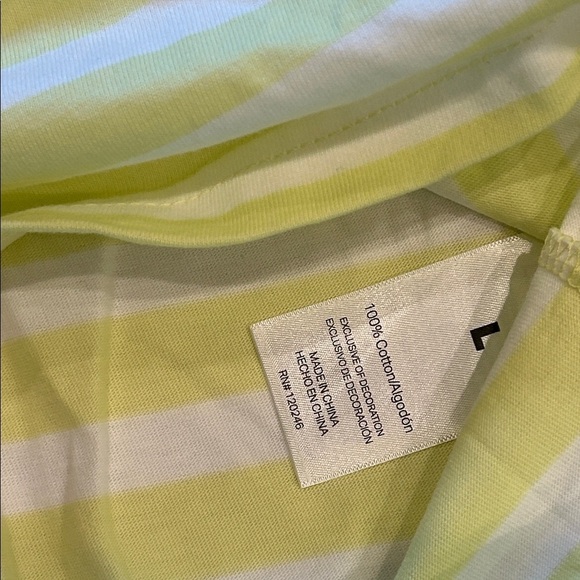 L
100% Cotton/Algodón
EXCLUSIVE OF DECORATION
EXCLUSIVO DE DECORACIÓN
MADE IN CHINA
HECHO EN CHINA
RN# 120246